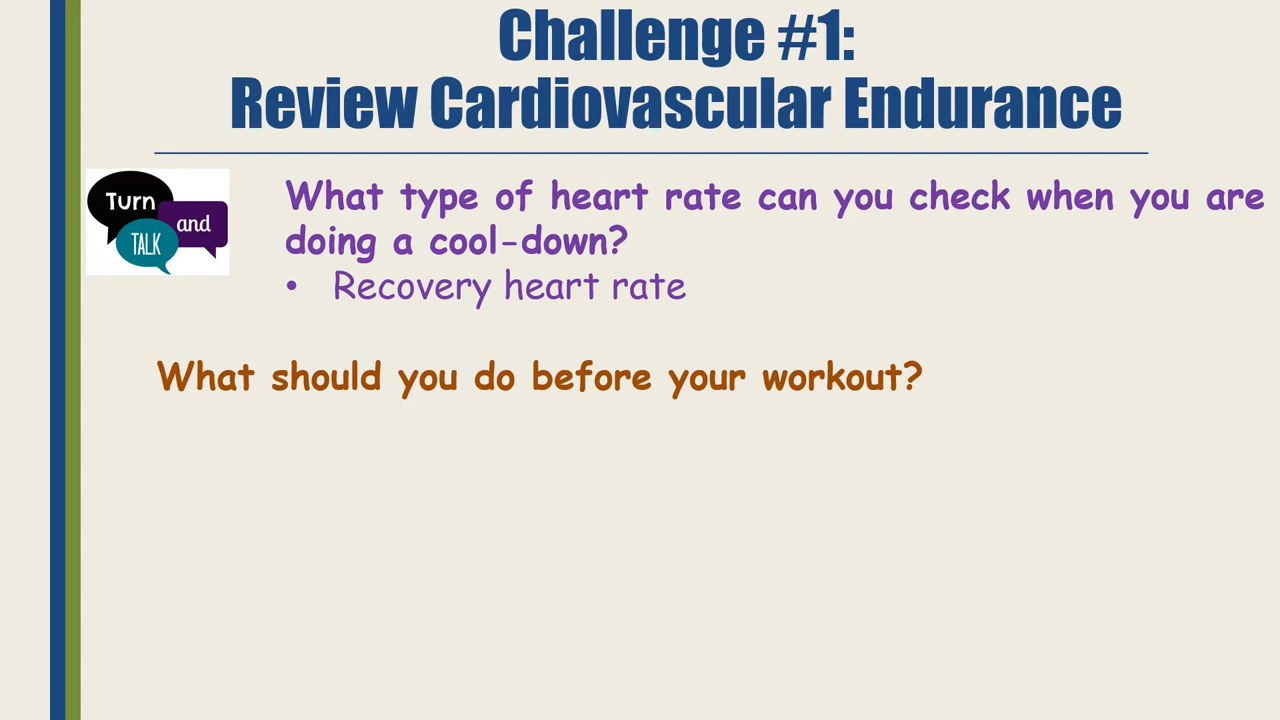 Challenge #1:
Review Cardiovascular Endurance
Turn
and
TALK
What type of heart rate can you check when you are
doing a cool-down?
• Recovery heart rate
What should you do before your workout?